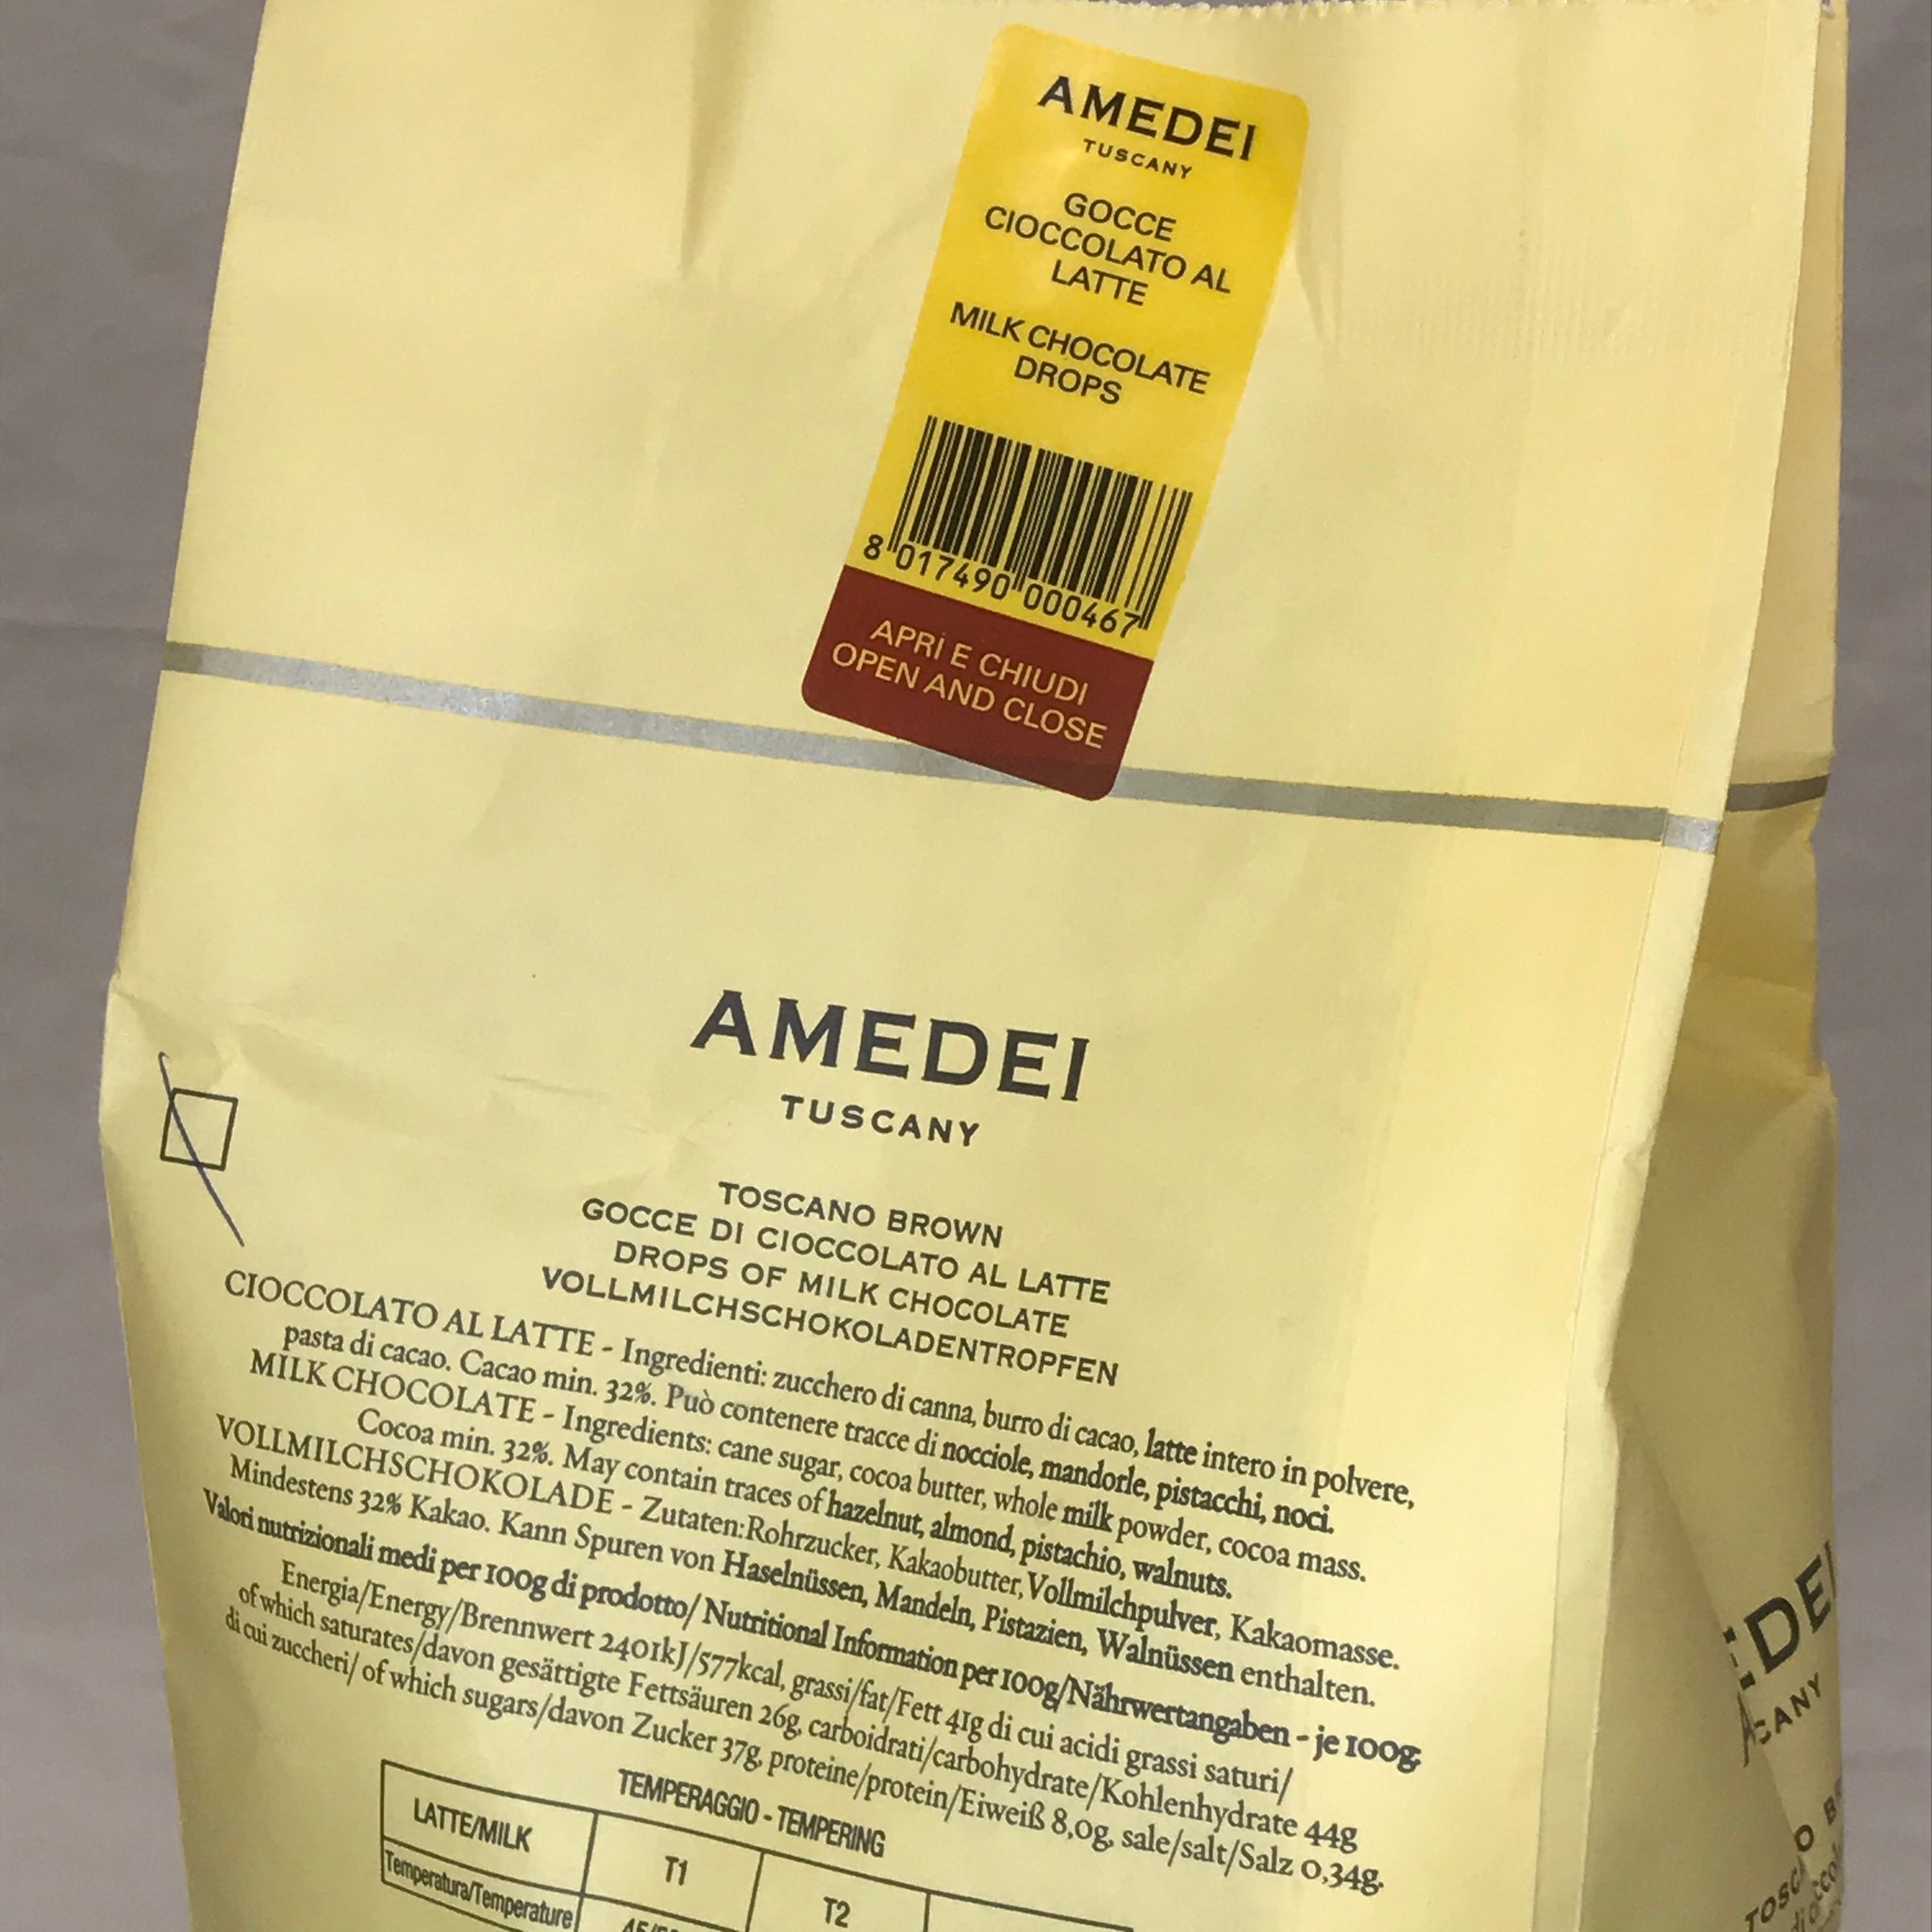 AMEDEI
TUSCANY
GOCCE
CIOCCOLATO AL
LATTE
MILK CHOCOLATE
DROPS
8 017490 000467
APRI E CHIUDI
OPEN AND CLOSE
AMEDEI
TUSCANY
TOSCANO BROWN
GOCCE DI CIOCCOLATO AL LATTE
DROPS OF MILK CHOCOLATE
VOLLMILCHSCHOKOLADENTROPFEN
CIOCCOLATO AL LATTE - Ingredienti: zucchero di canna, burro di cacao, latte intero in polvere,
pasta di cacao. Cacao min. 32%. Può contenere tracce di nocciole, mandorle, pistacchi, noci.
MILK CHOCOLATE - Ingredients: cane sugar, cocoa butter, whole milk powder, cocoa mass.
Cocoa min. 32%. May contain traces of hazelnut, almond, pistachio, walnuts.
VOLLMILCHSCHOKOLADE - Zutaten:Rohrzucker, Kakaobutter, Vollmilchpulver, Kakaomasse.
Mindestens 32% Kakao. Kann Spuren von Haselnüssen, Mandeln, Pistazien, Walnüssen enthalten.
Valori nutrizionali medi per 100g di prodotto/ Nutritional Information per 100g/Nährwertangaben - je 100g
Energia/Energy/Brennwert 2401kJ/577kcal, grassi/fat/Fett 41g di cui acidi grassi saturi/
of which saturates/davon gesättigte Fettsäuren 26g, carboidrati/carbohydrate/Kohlenhydrate 44g
di cui zuccheri/ of which sugars/davon Zucker 37g, proteine/protein/Eiweiß 8,0g, sale/salt/Salz 0,34g.
TEMPERAGGIO - TEMPERING
LATTE/MILK T1 T2
Temperatura/Temperature